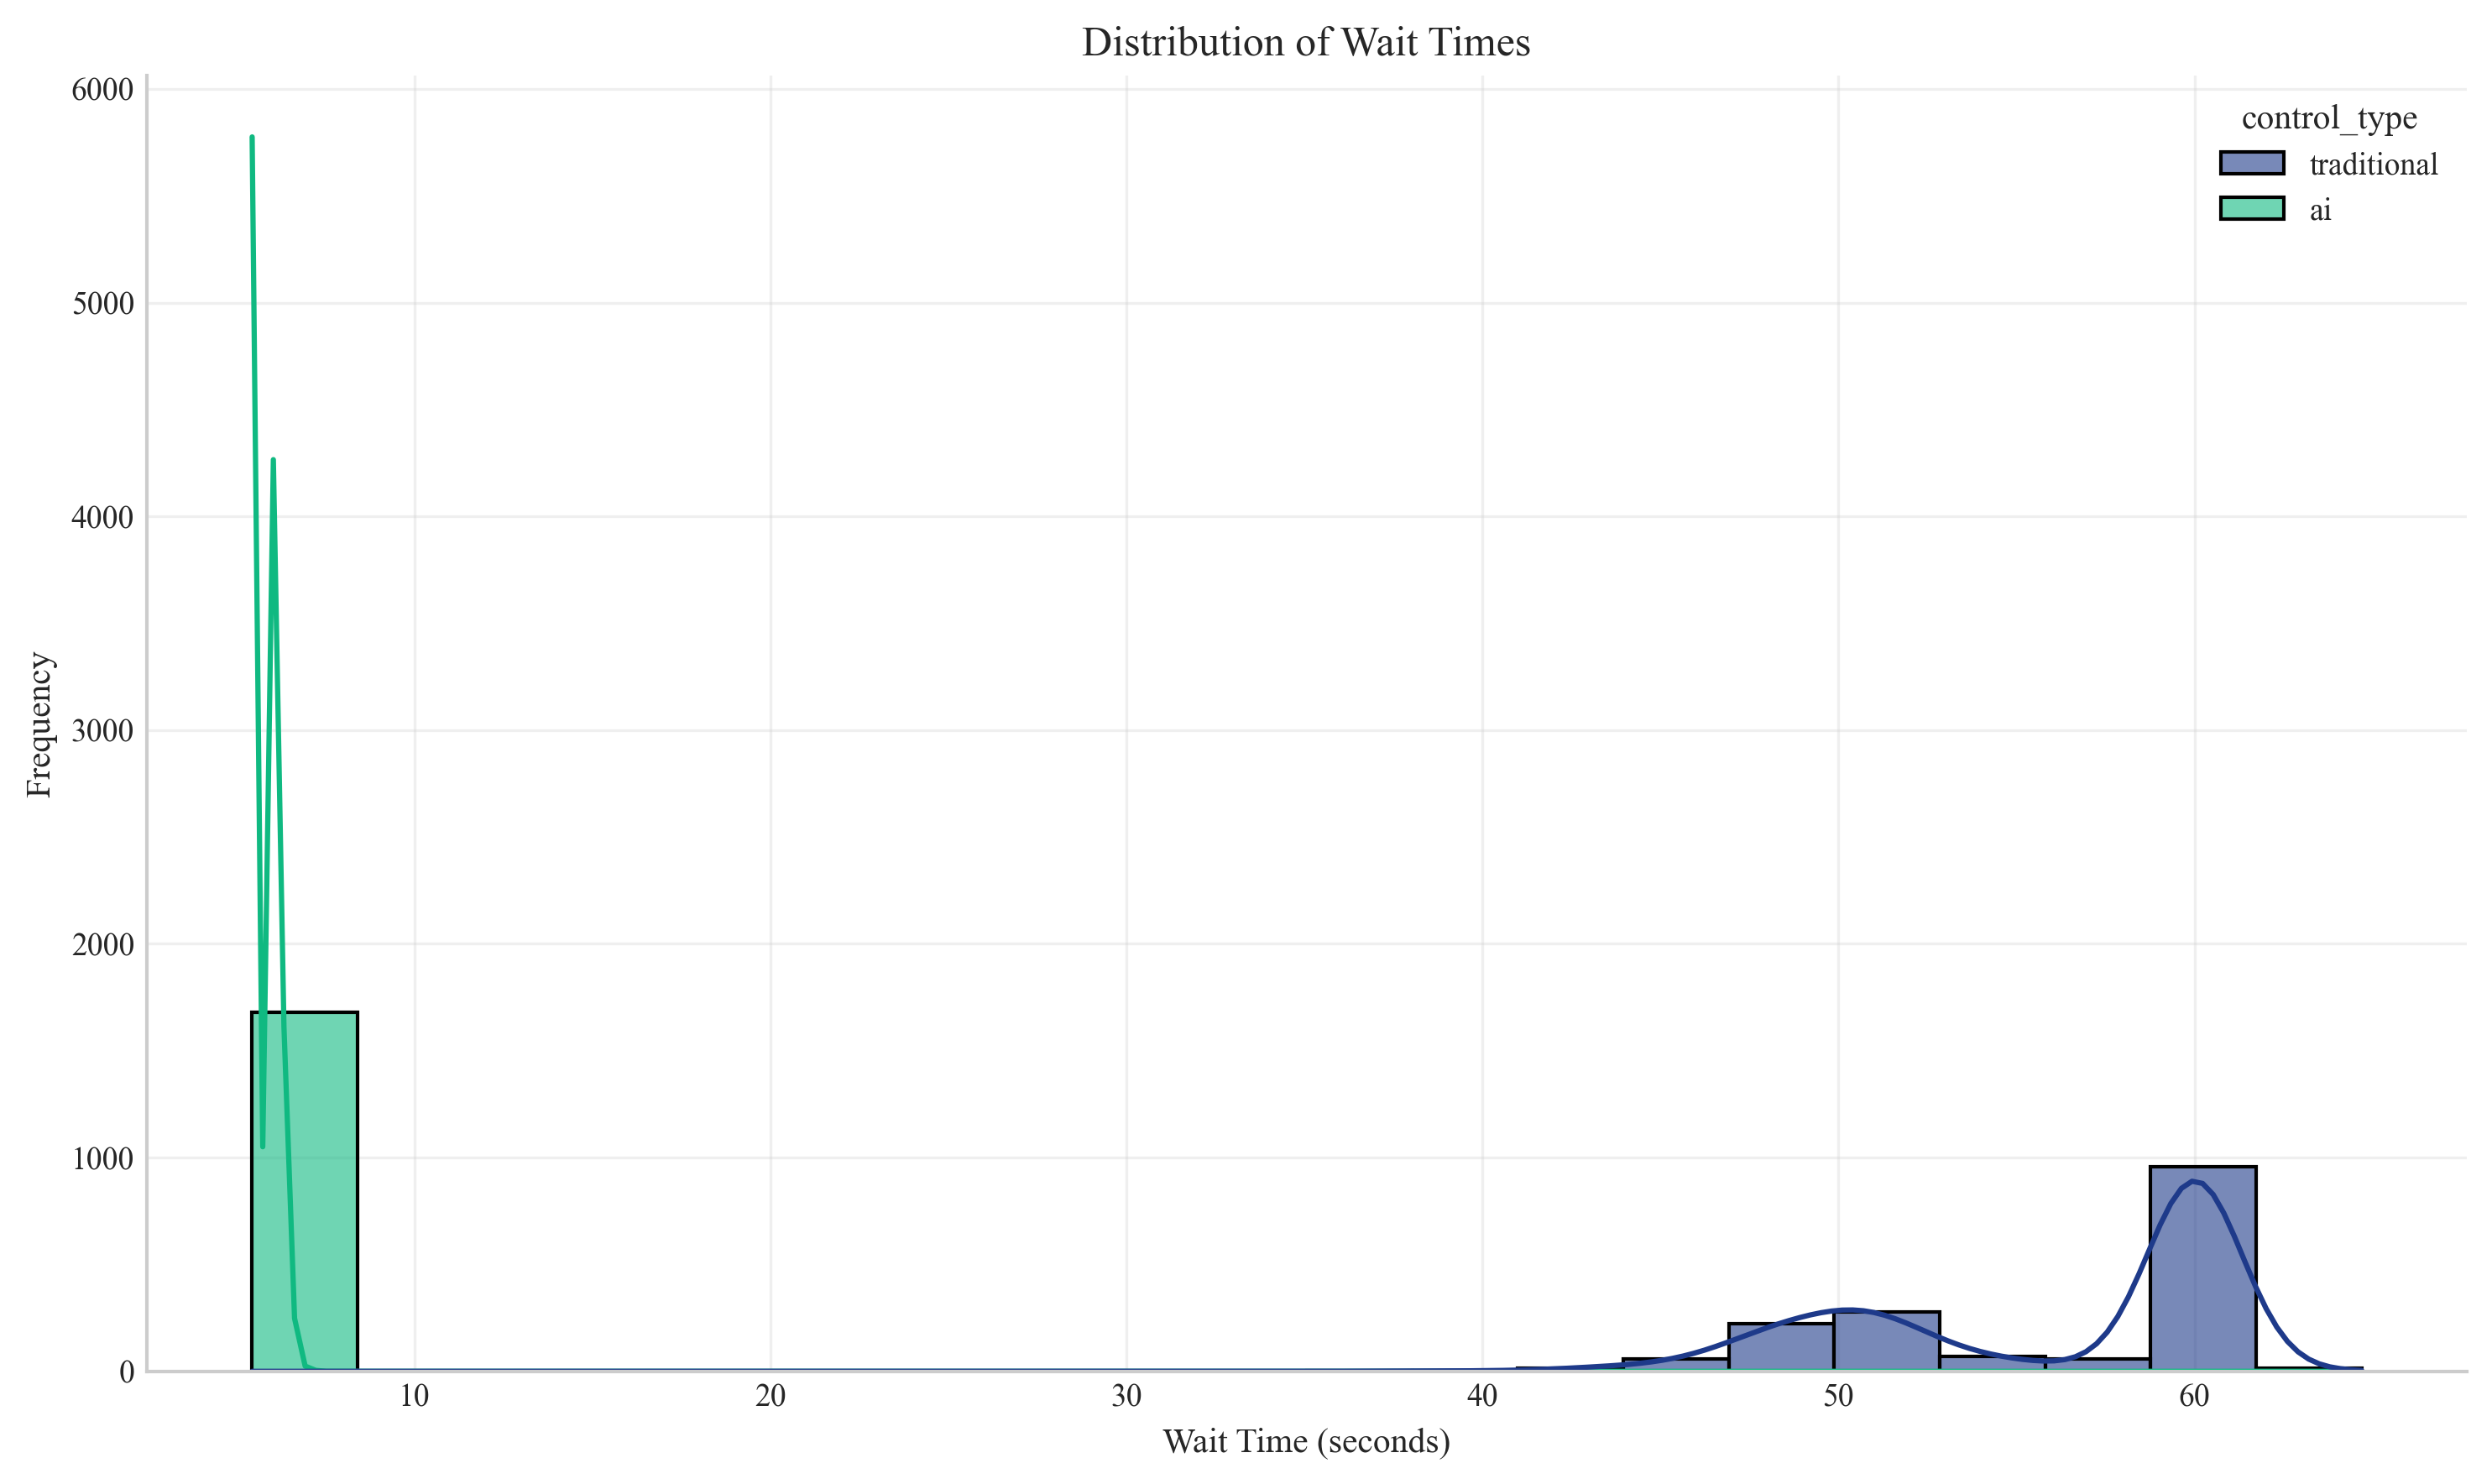 Distribution of Wait Times
6000
5000
4000
3000
2000
1000
0
Frequency
control_type
traditional
ai
10 20 30 40 50 60
Wait Time (seconds)